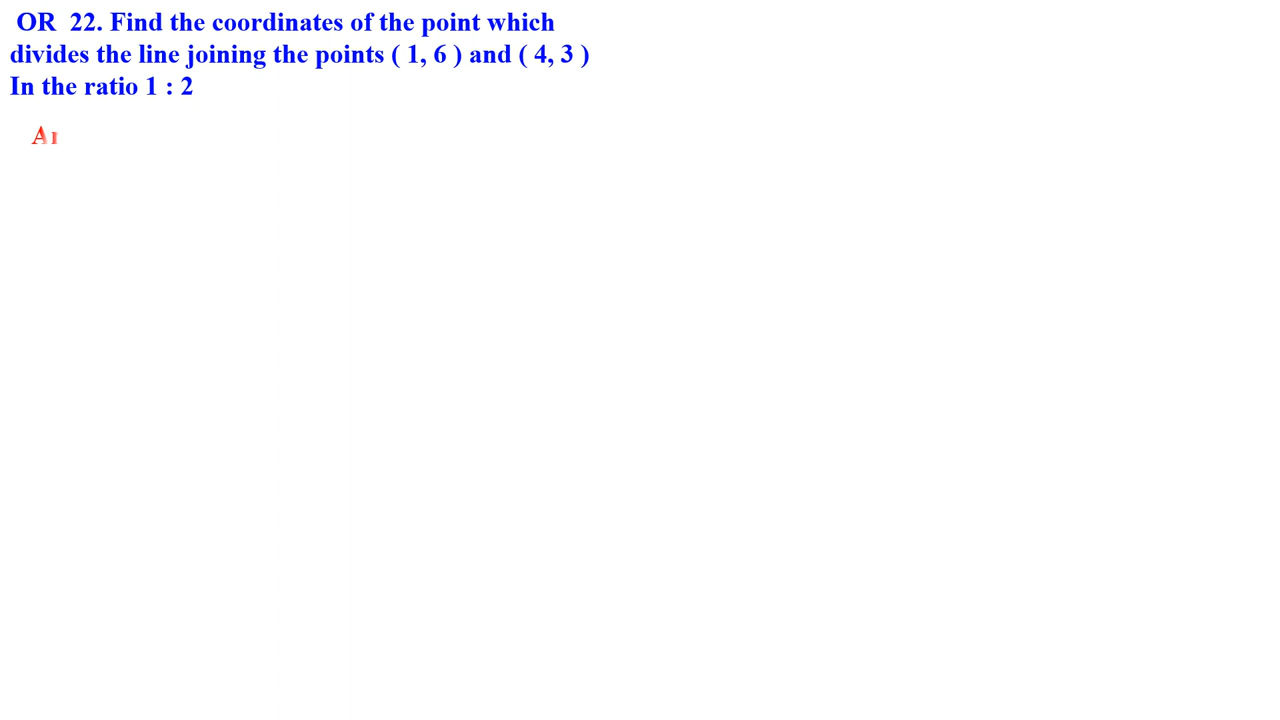 OR 22. Find the coordinates of the point which
divides the line joining the points ( 1, 6 ) and ( 4, 3 )
In the ratio 1 : 2